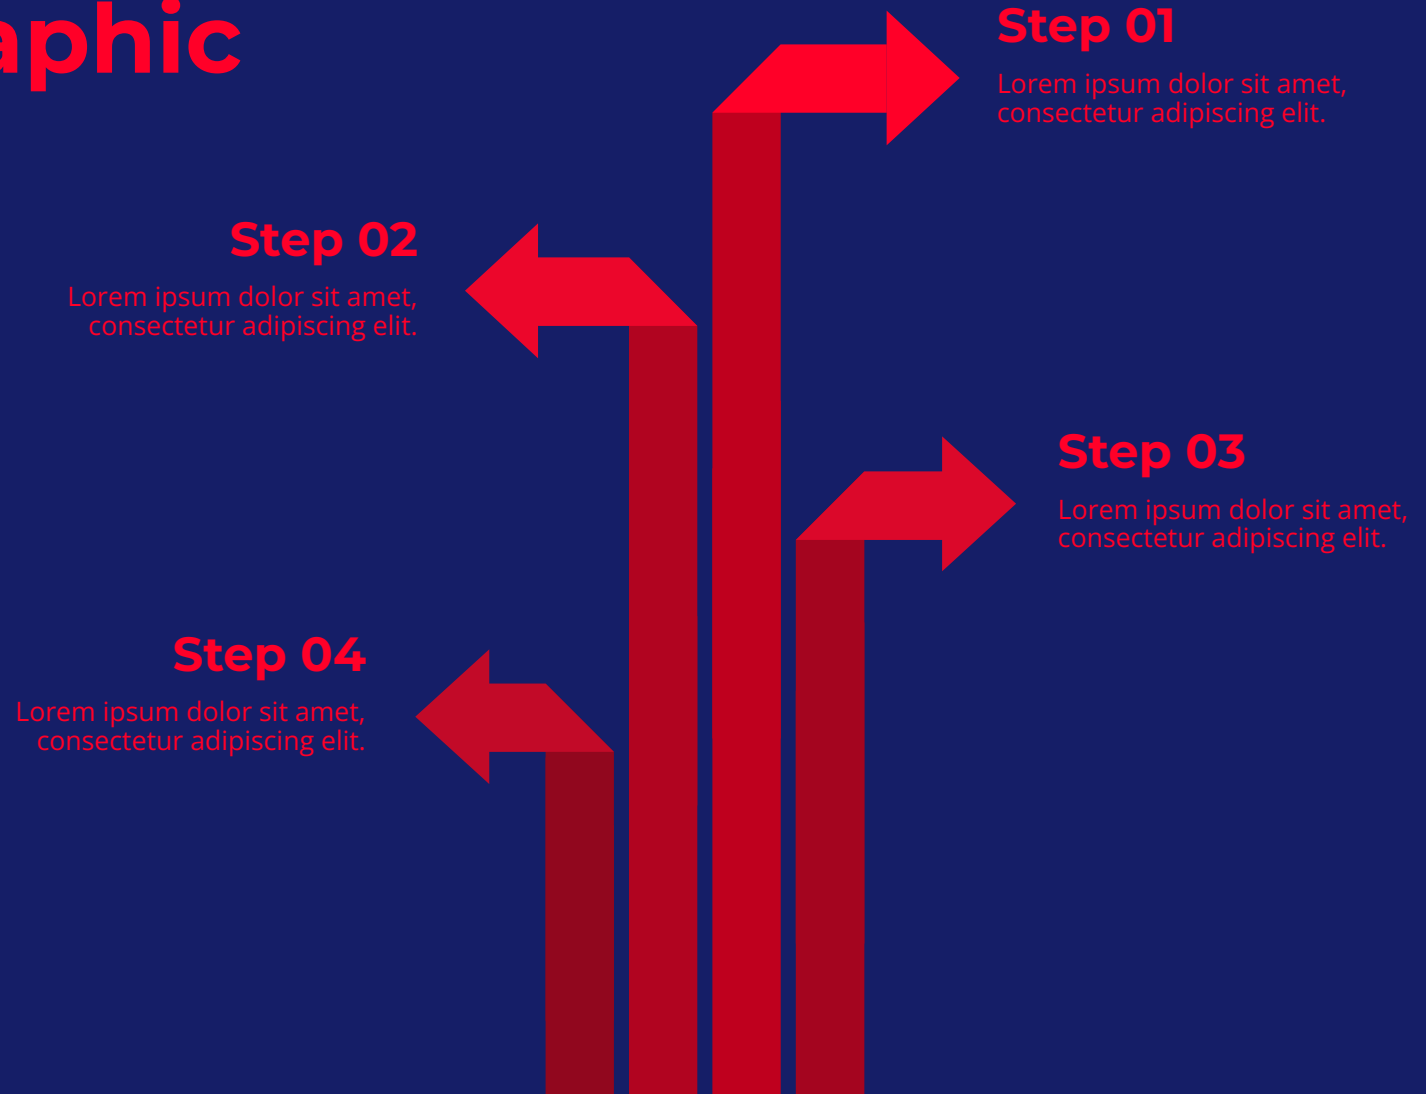 aphic
Step 01
Lorem ipsum dolor sit amet,
consectetur adipiscing elit.
Step 02
Lorem ipsum dolor sit amet,
consectetur adipiscing elit.
Step 03
Lorem ipsum dolor sit amet,
consectetur adipiscing elit.
Step 04
Lorem ipsum dolor sit amet,
consectetur adipiscing elit.